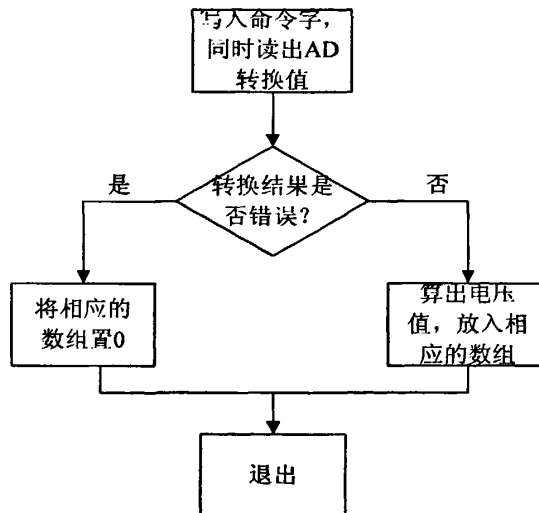 写入命令字，
同时读出AD
转换值
转换结果是
否错误？
是
否
将相应的
数组置0
算出电压
值，放入相
应的数组
退出